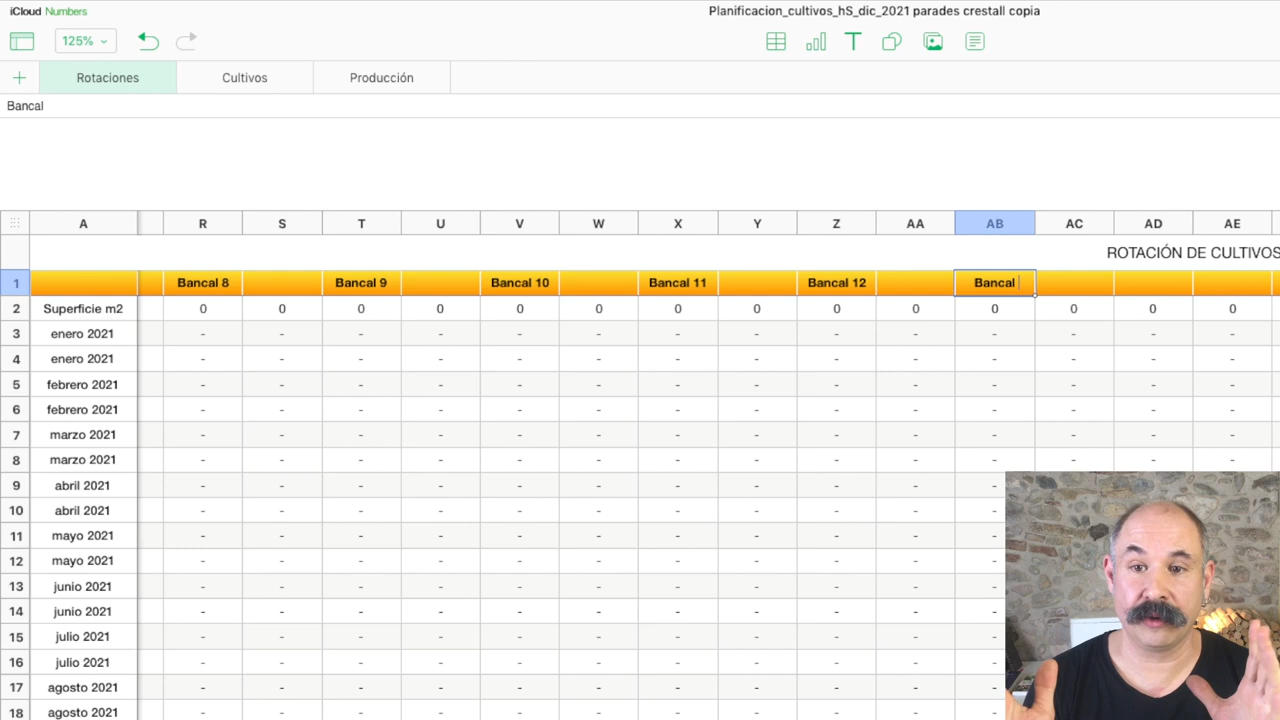 iCloud Numbers
Planificacion_cultivos_hS_dic_2021 parades crestall copia
125%
Rotaciones Cultivos Producción
Bancal
A R S T U V W X Y Z AA AB AC AD AE
ROTACIÓN DE CULTIVOS
1 Bancal 8 Bancal 9 Bancal 10 Bancal 11 Bancal 12 Bancal
2 Superficie m2 0 0 0 0 0 0 0 0 0 0 0 0 0 0
3 enero 2021 - - - - - - - - - - - - - -
4 enero 2021 - - - - - - - - - - - - - -
5 febrero 2021 - - - - - - - - - - - - - -
6 febrero 2021 - - - - - - - - - - - - - -
7 marzo 2021 - - - - - - - - - - - - - -
8 marzo 2021 - - - - - - - - - - - - - -
9 abril 2021 - - - - - - - - - - -
10 abril 2021 - - - - - - - - - - -
11 mayo 2021 - - - - - - - - - - -
12 mayo 2021 - - - - - - - - - - -
13 junio 2021 - - - - - - - - - - -
14 junio 2021 - - - - - - - - - - -
15 julio 2021 - - - - - - - - - - -
16 julio 2021 - - - - - - - - - - -
17 agosto 2021 - - - - - - - - - - -
18 agosto 2021 - - - - - - - - - - -